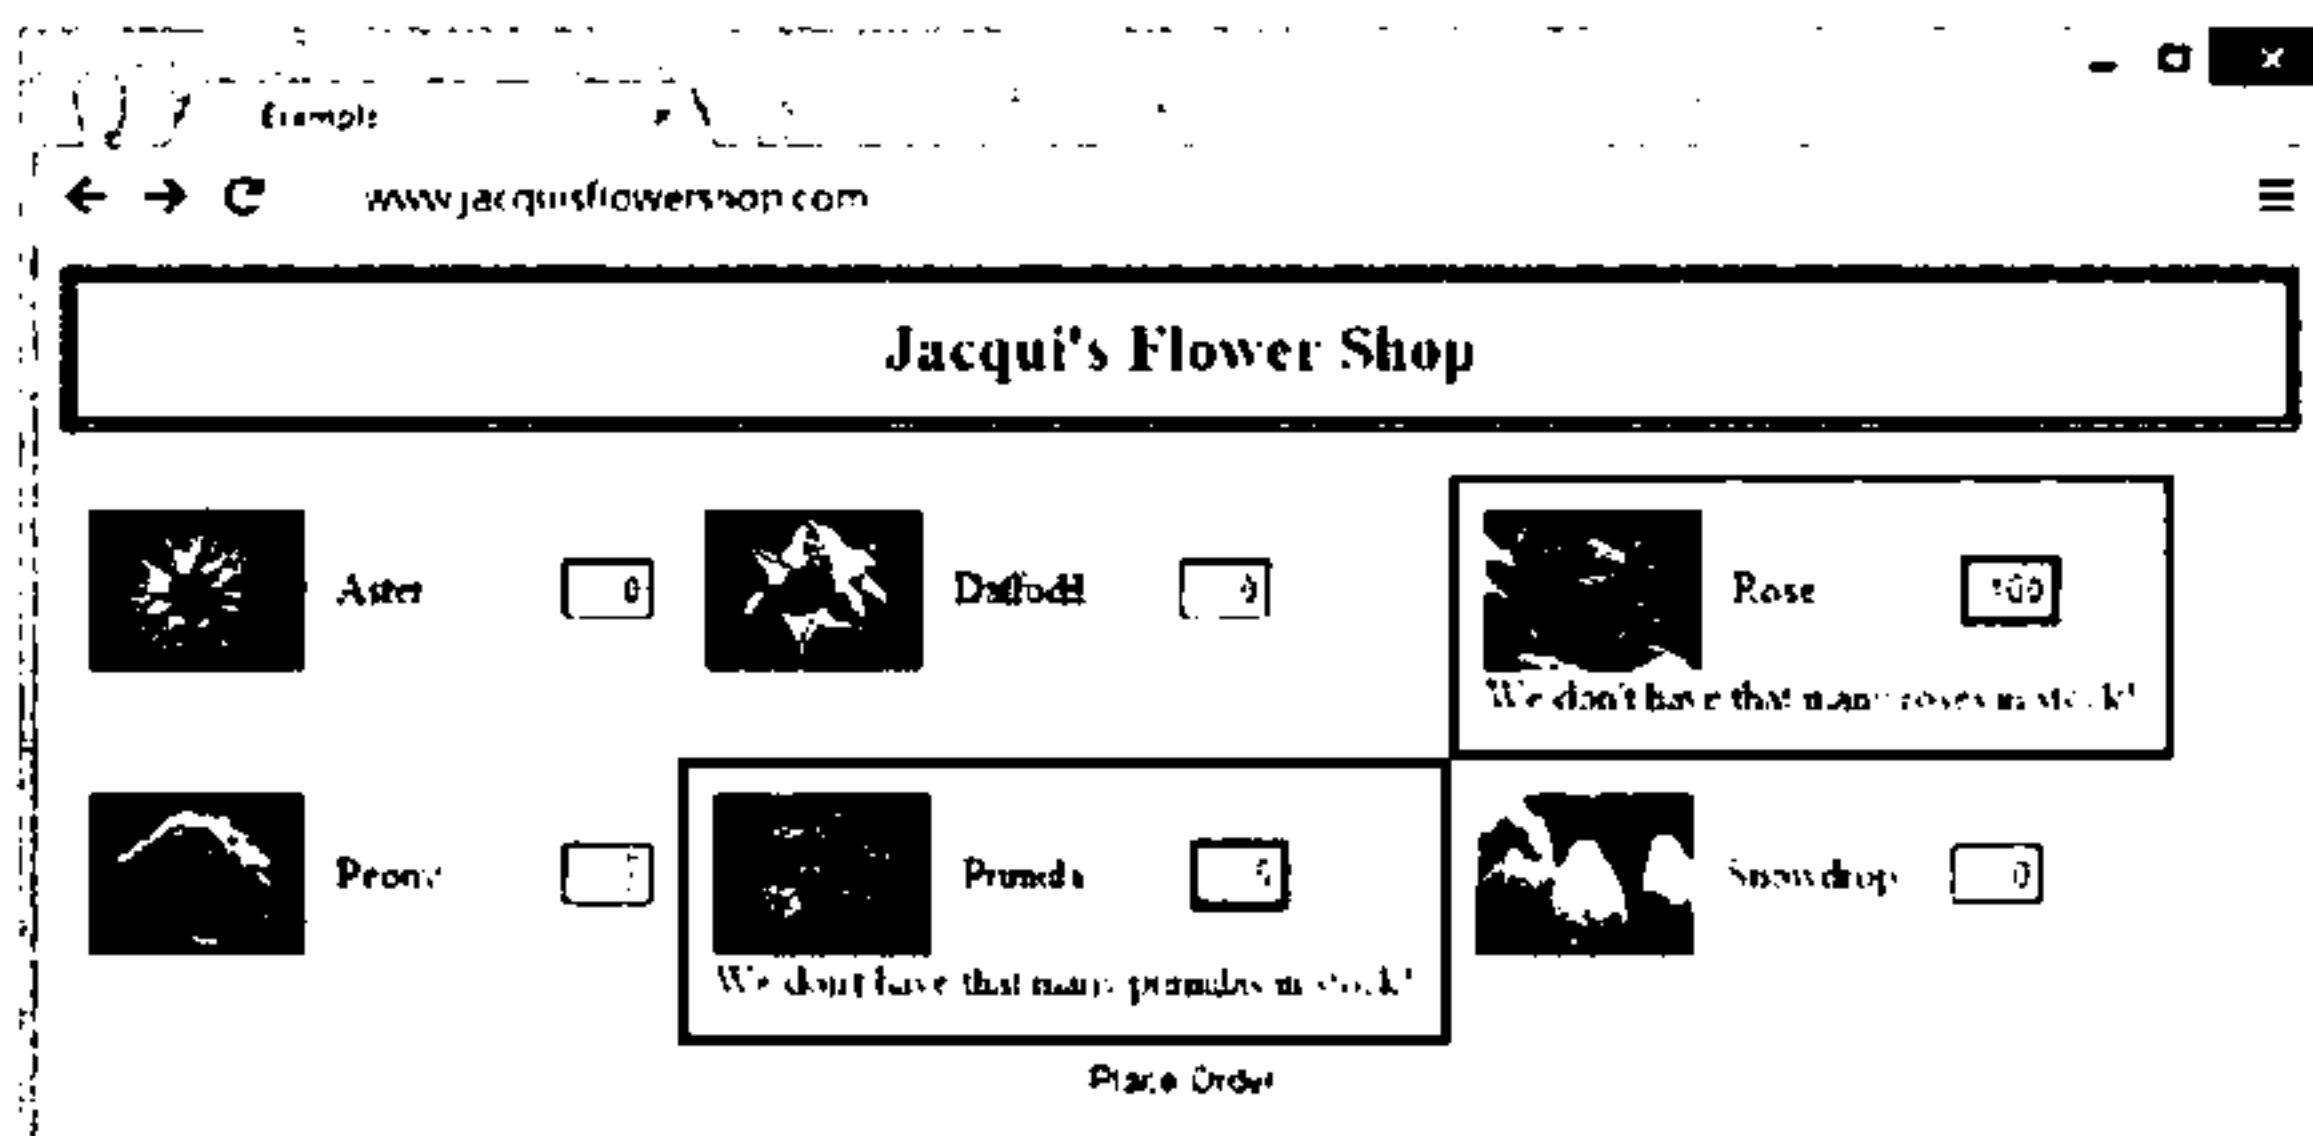 Example
www.jacquisflowershop.com
Jacqui's Flower Shop
Aster 0 Daffodil 0 Rose 100
We don't have that many roses in stock!
Peony Primula Snowdrop 0
We don't have that many primulas in stock!
Place Order